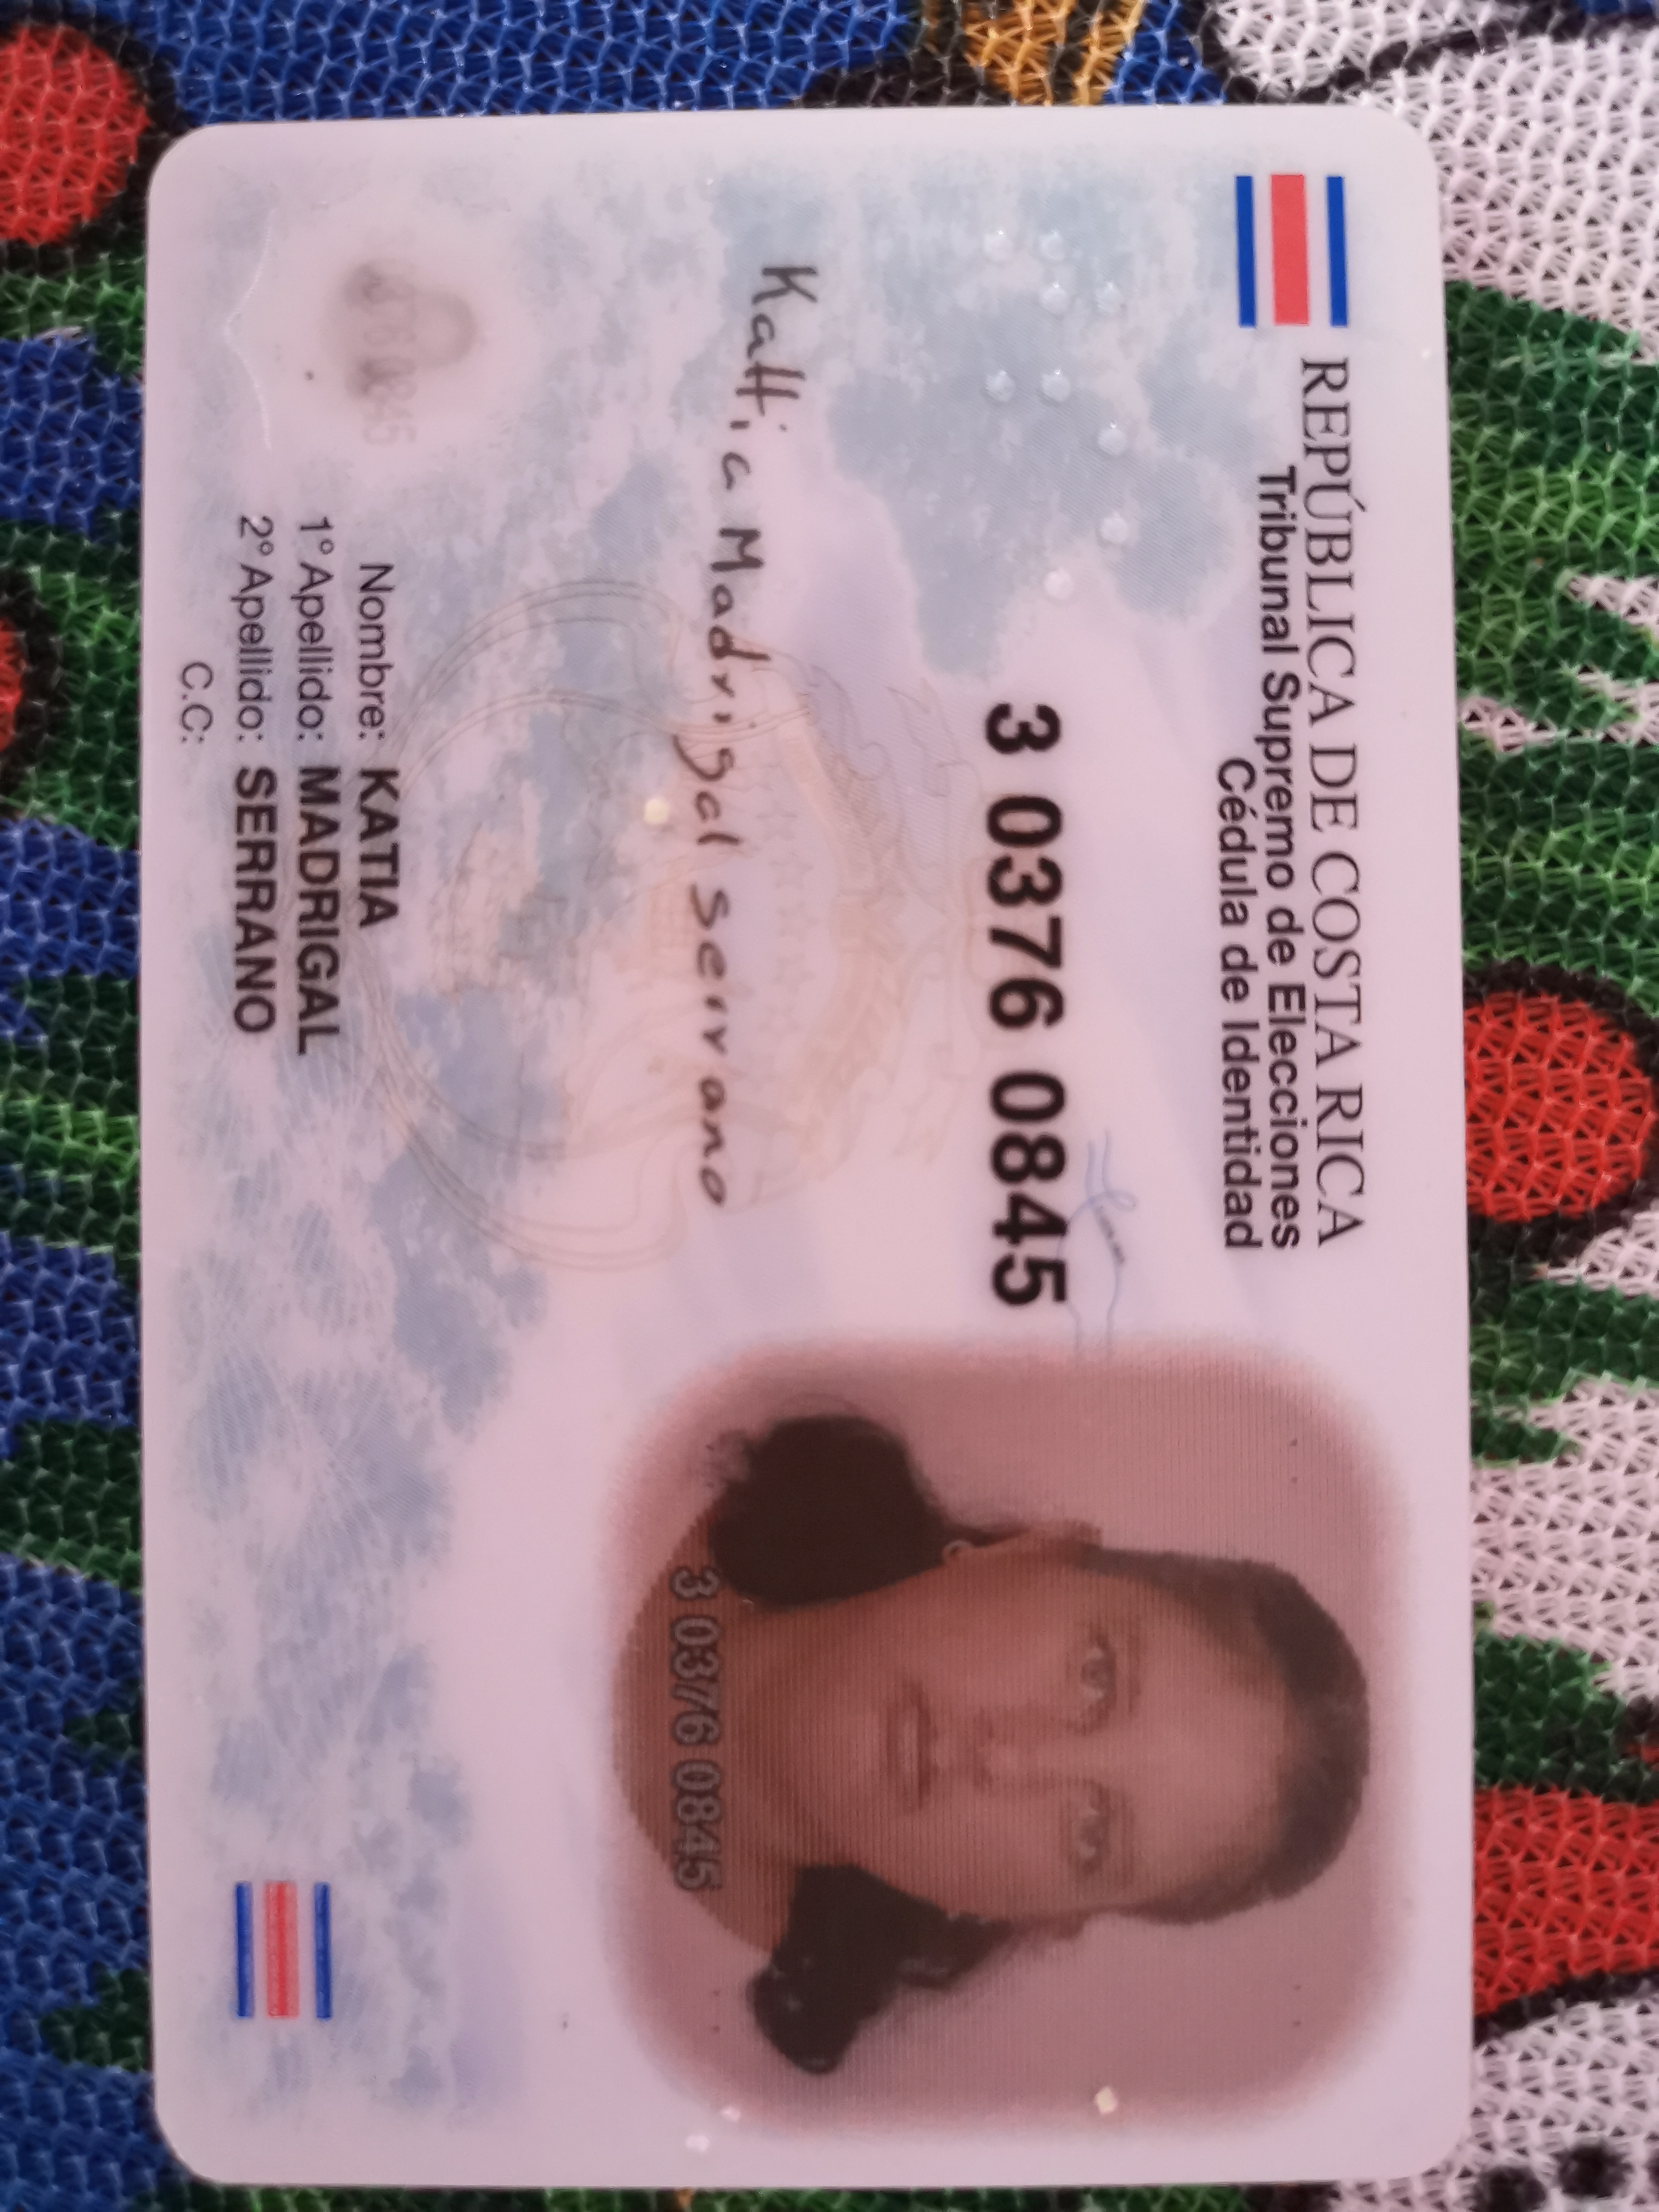 REPÚBLICA DE COSTA RICA
Tribunal Supremo de Elecciones
Cédula de Identidad
3 0376 0845
Kattia Madrigal Serrano
3 0376 0845
Nombre: KATIA
1° Apellido: MADRIGAL
2° Apellido: SERRANO
C.C: